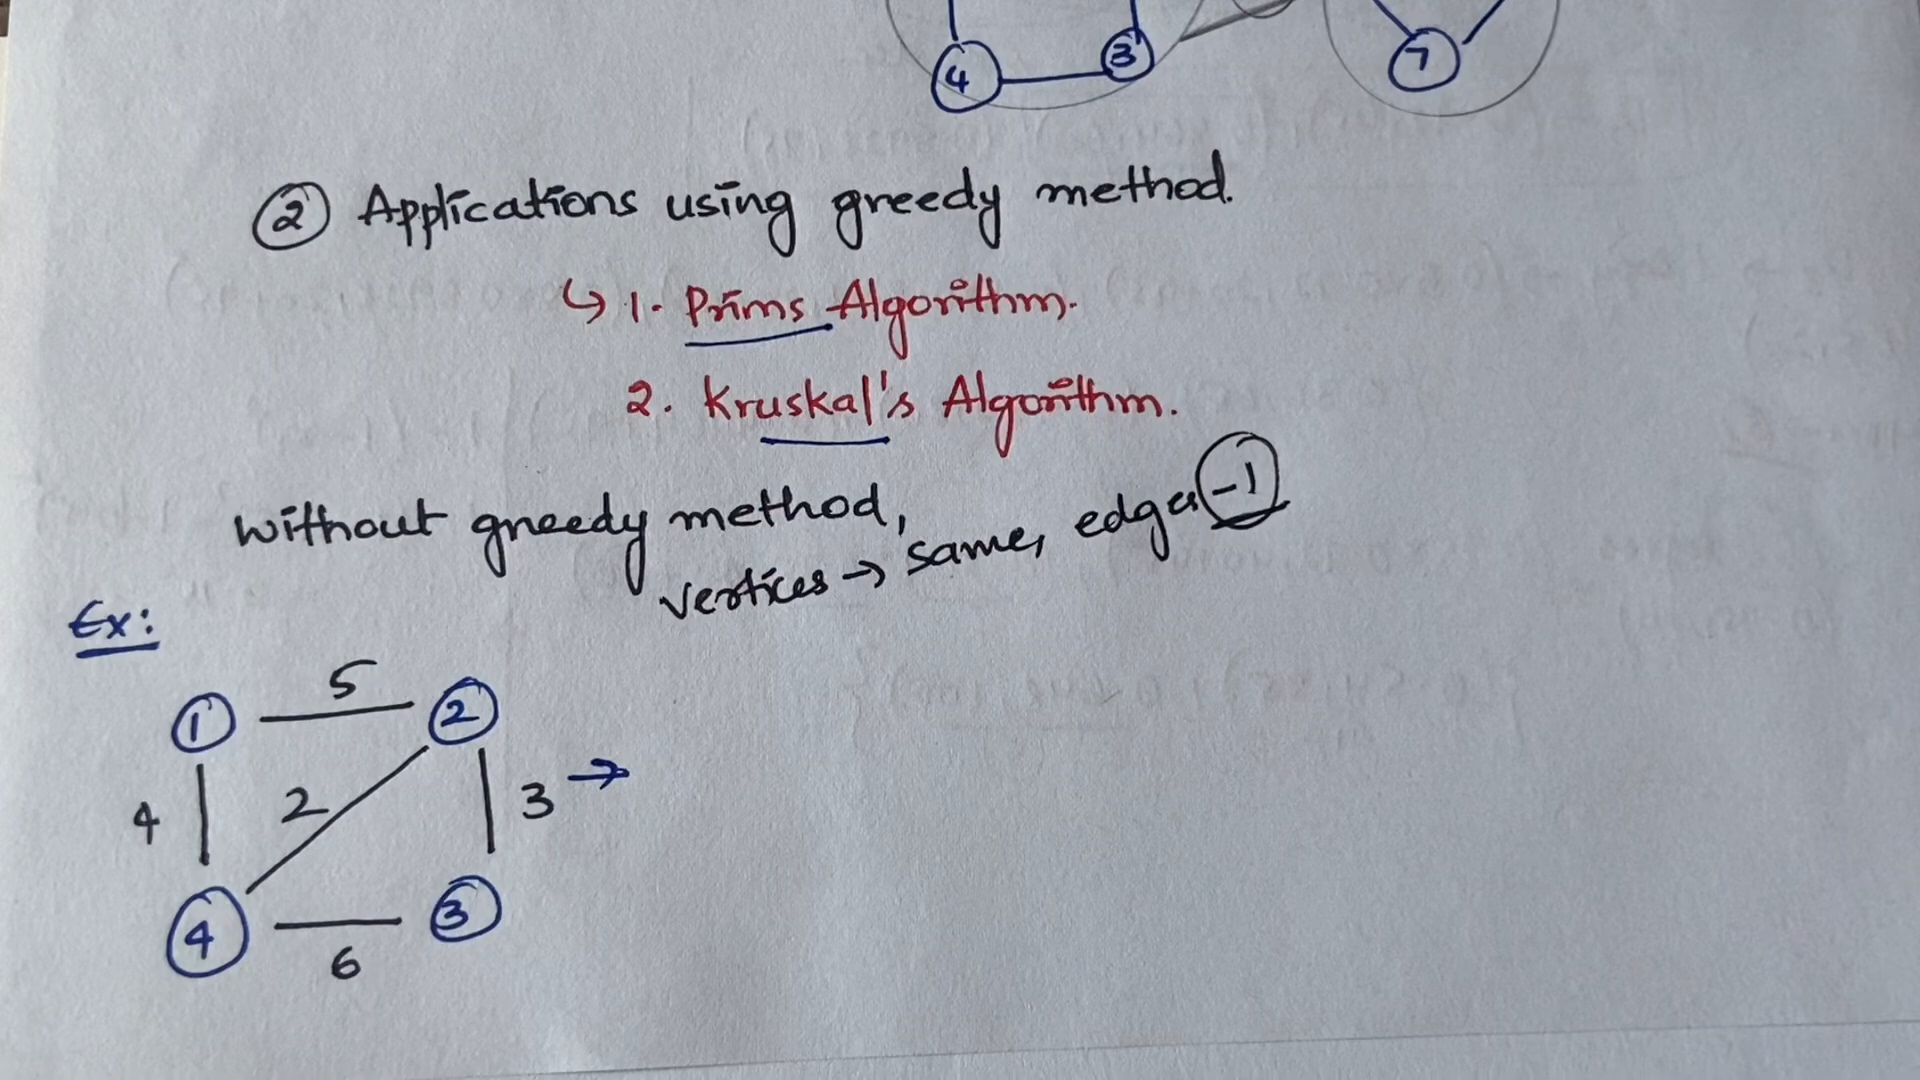 4 3 7
② Applications using greedy method.
↳ 1. Prims Algorithm.
2. Kruskal's Algorithm.
without greedy method,
vertices → same, edges -1
Ex:
1 5 2
4 2 3 →
4 6 3